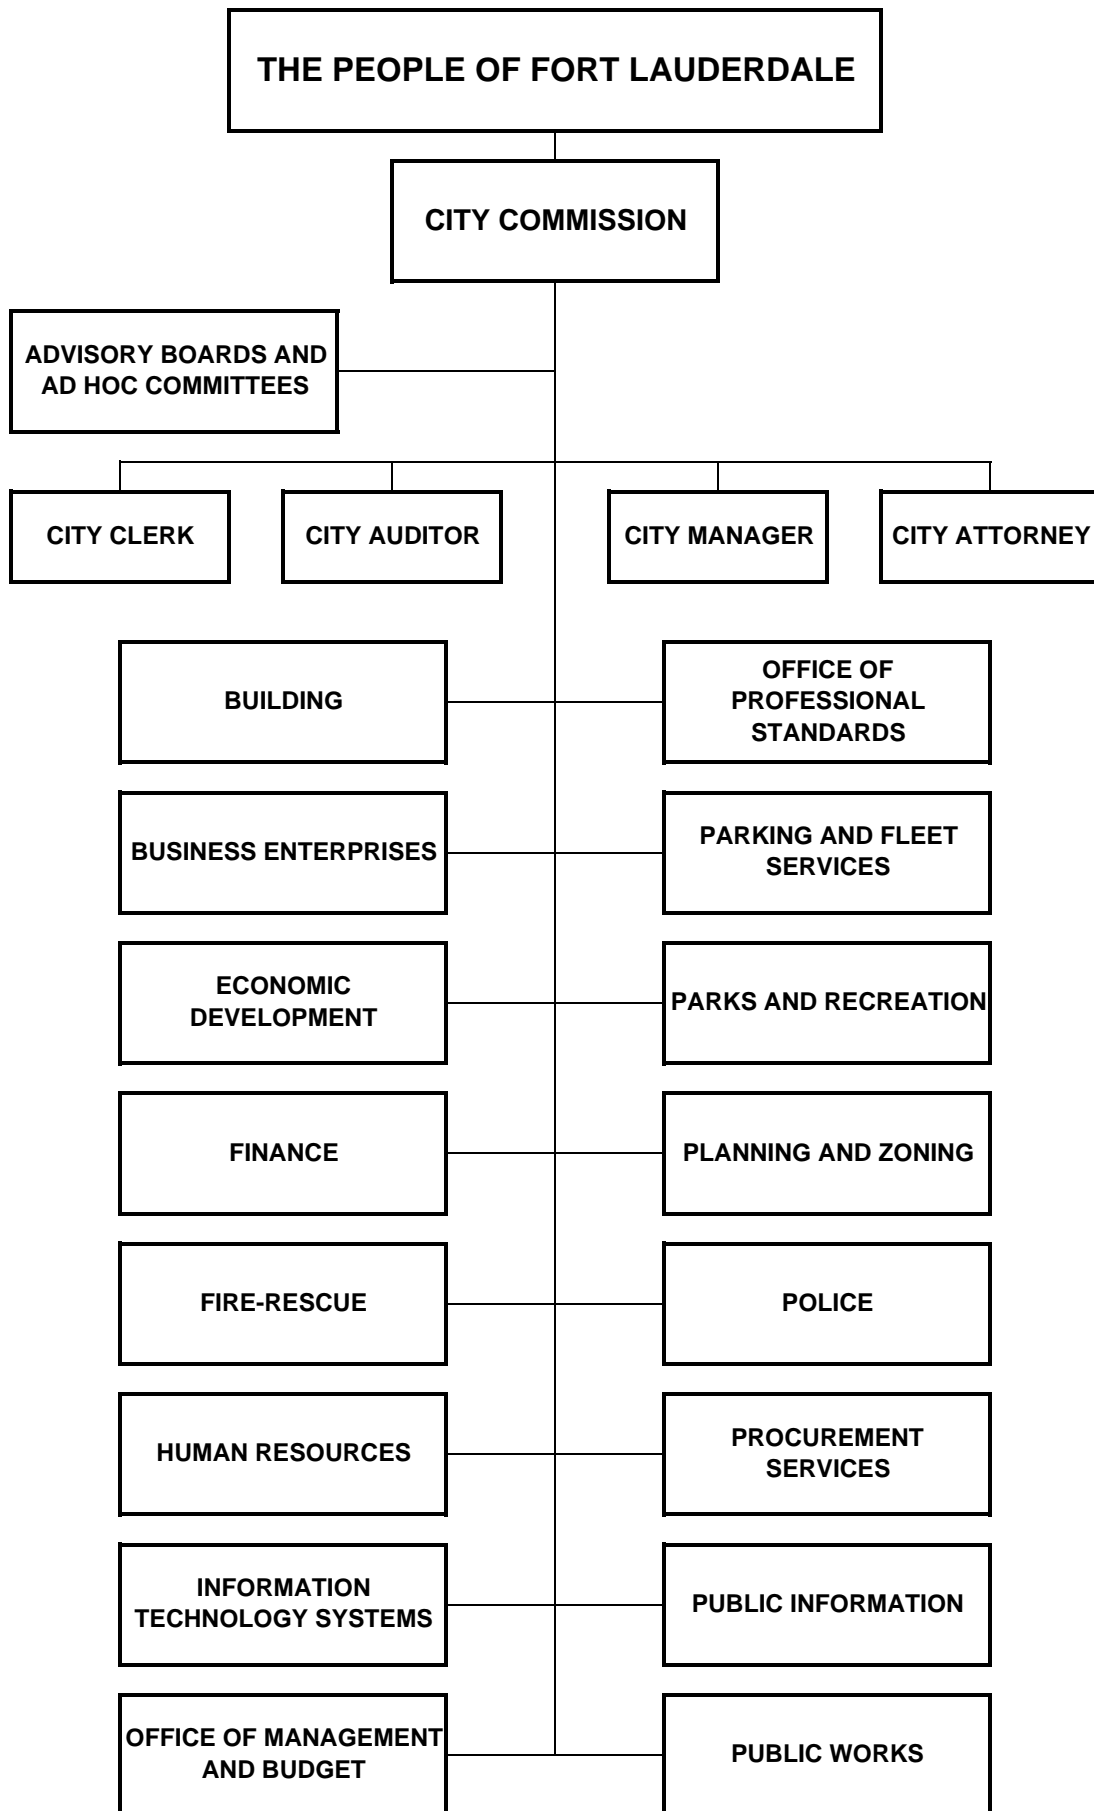 THE PEOPLE OF FORT LAUDERDALE
CITY COMMISSION
ADVISORY BOARDS AND
AD HOC COMMITTEES
CITY CLERK
CITY AUDITOR
CITY MANAGER
CITY ATTORNEY
BUILDING
OFFICE OF
PROFESSIONAL
STANDARDS
BUSINESS ENTERPRISES
PARKING AND FLEET
SERVICES
ECONOMIC
DEVELOPMENT
PARKS AND RECREATION
FINANCE
PLANNING AND ZONING
FIRE-RESCUE
POLICE
HUMAN RESOURCES
PROCUREMENT
SERVICES
INFORMATION
TECHNOLOGY SYSTEMS
PUBLIC INFORMATION
OFFICE OF MANAGEMENT
AND BUDGET
PUBLIC WORKS